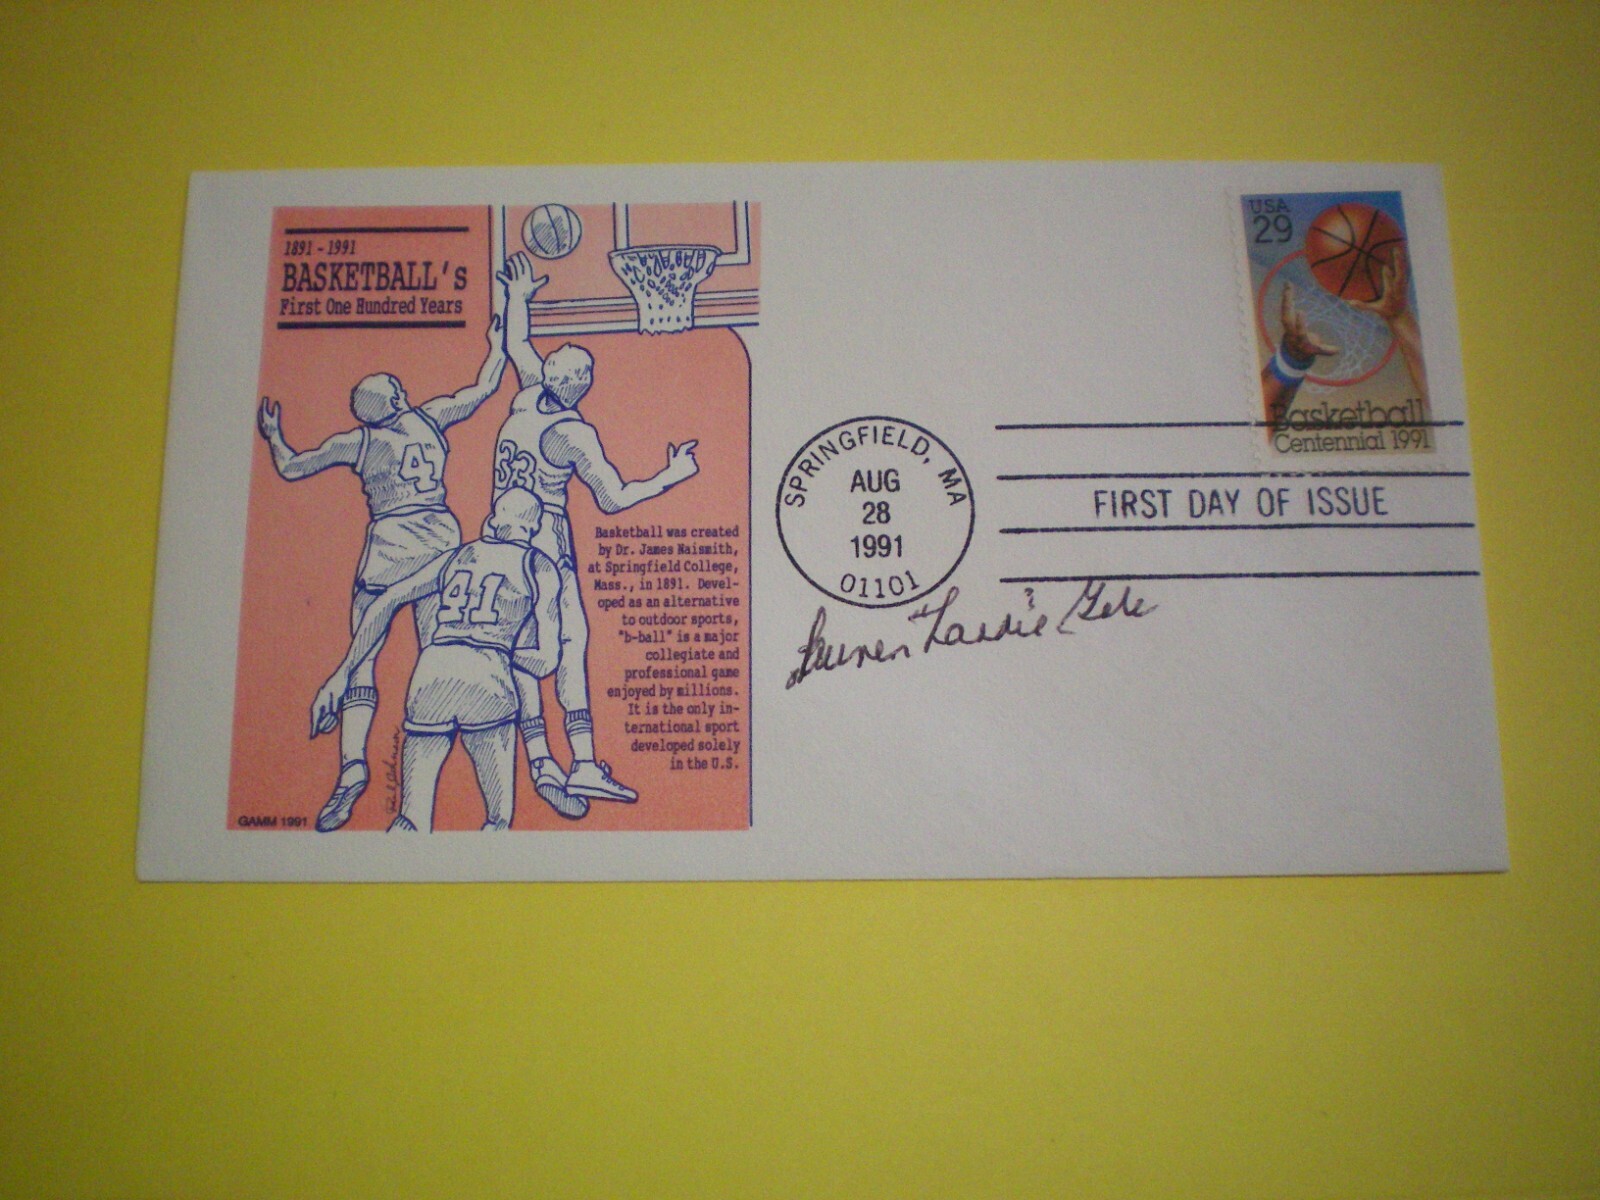 1891 - 1991
BASKETBALL's
First One Hundred Years
4
33
41
Basketball was created
by Dr. James Naismith,
at Springfield College,
Mass., in 1891. Devel-
oped as an alternative
to outdoor sports,
"b-ball" is a major
collegiate and
professional game
enjoyed by millions.
It is the only in-
ternational sport
developed solely
in the U.S.
GAMM 1991
USA
29
Basketball
Centennial 1991
SPRINGFIELD, MA
AUG
28
1991
01101
FIRST DAY OF ISSUE
Lauren "Laddie" Gale